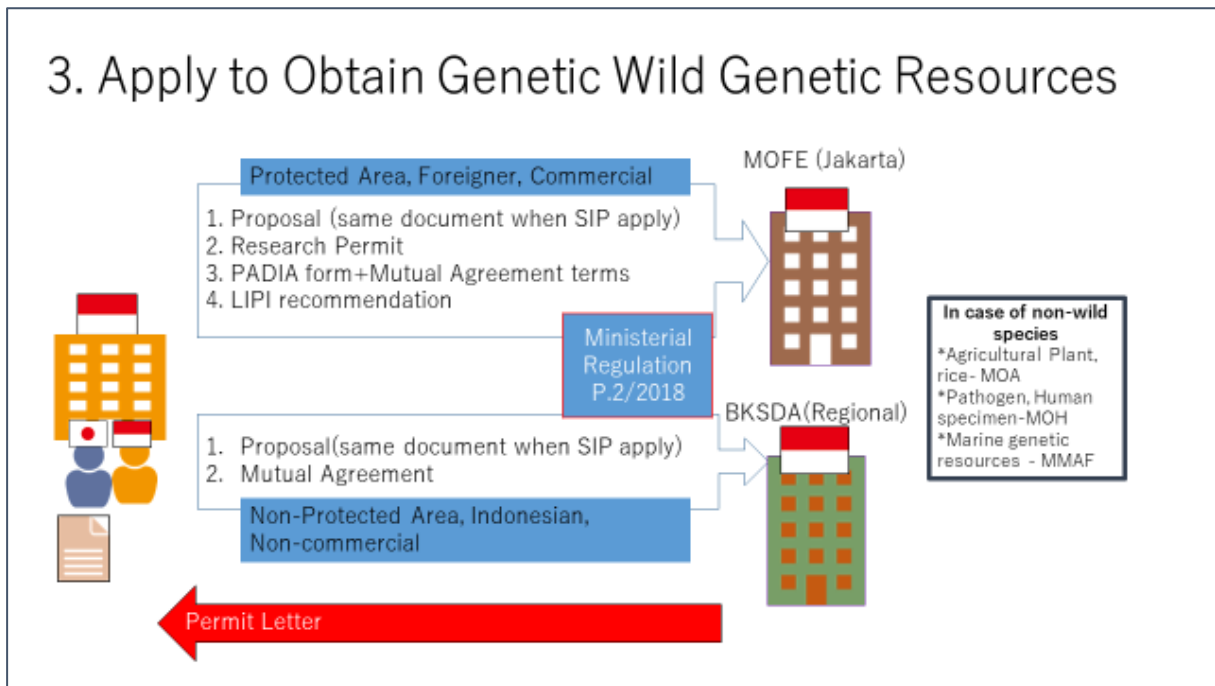 3. Apply to Obtain Genetic Wild Genetic Resources
MOFE (Jakarta)
Protected Area, Foreigner, Commercial
1. Proposal (same document when SIP apply)
2. Research Permit
3. PADIA form+Mutual Agreement terms
4. LIPI recommendation
Ministerial
Regulation
P.2/2018
In case of non-wild
species
*Agricultural Plant,
rice- MOA
*Pathogen, Human
specimen-MOH
*Marine genetic
resources - MMAF
BKSDA(Regional)
1. Proposal(same document when SIP apply)
2. Mutual Agreement
Non-Protected Area, Indonesian,
Non-commercial
Permit Letter